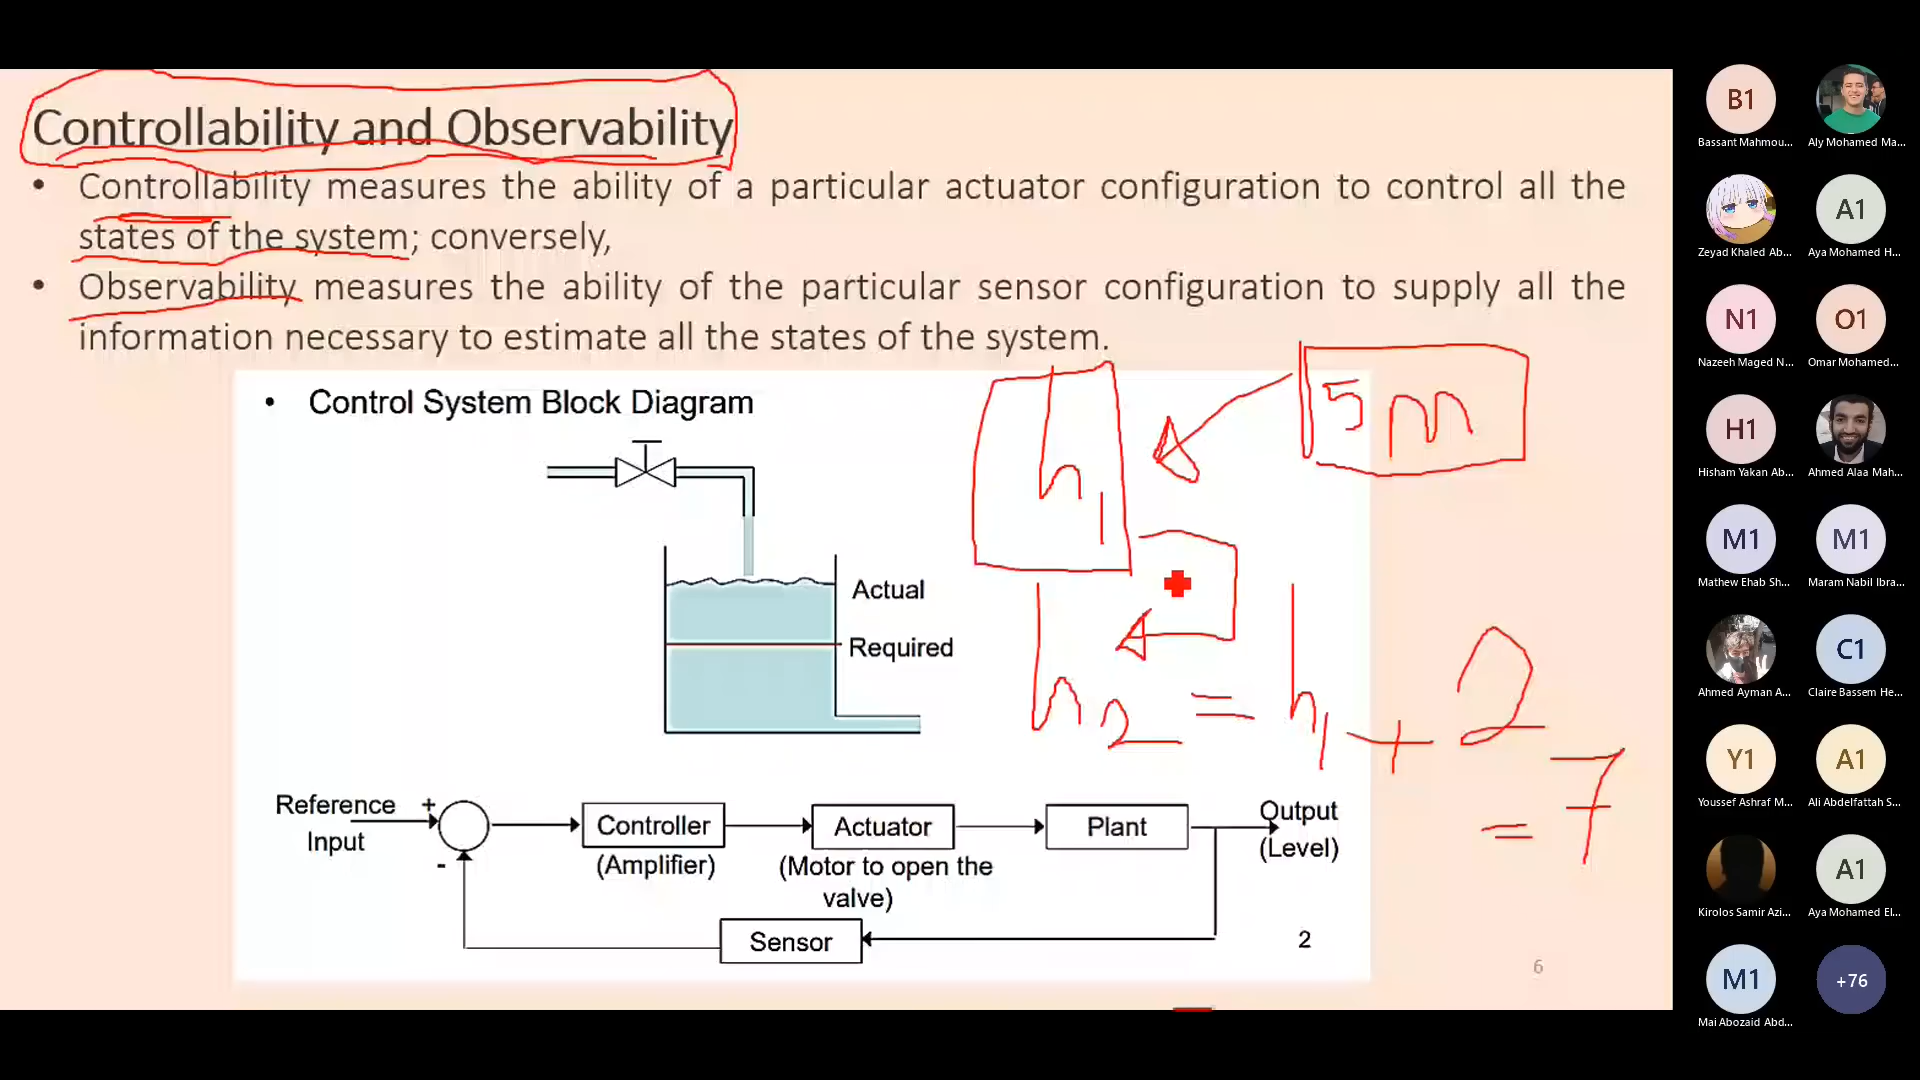 Controllability and Observability
• Controllability measures the ability of a particular actuator configuration to control all the
states of the system; conversely,
• Observability measures the ability of the particular sensor configuration to supply all the
information necessary to estimate all the states of the system.
• Control System Block Diagram
h1
5m
Actual
Required
h2 = h1 + 2
= 7
Reference
Input
+
-
Controller
(Amplifier)
Actuator
(Motor to open the
valve)
Plant
Output
(Level)
Sensor
2
6
B1
Bassant Mahmou...
Aly Mohamed Ma...
Zeyad Khaled Ab...
A1
Aya Mohamed H...
N1
Nazeeh Maged N...
O1
Omar Mohamed...
H1
Hisham Yakan Ab...
Ahmed Alaa Mah...
M1
Mathew Ehab Sh...
M1
Maram Nabil Ibra...
Ahmed Ayman A...
C1
Claire Bassem He...
Y1
Youssef Ashraf M...
A1
Ali Abdelfattah S...
Kirolos Samir Azi...
A1
Aya Mohamed El...
M1
Mai Abozaid Abd...
+76